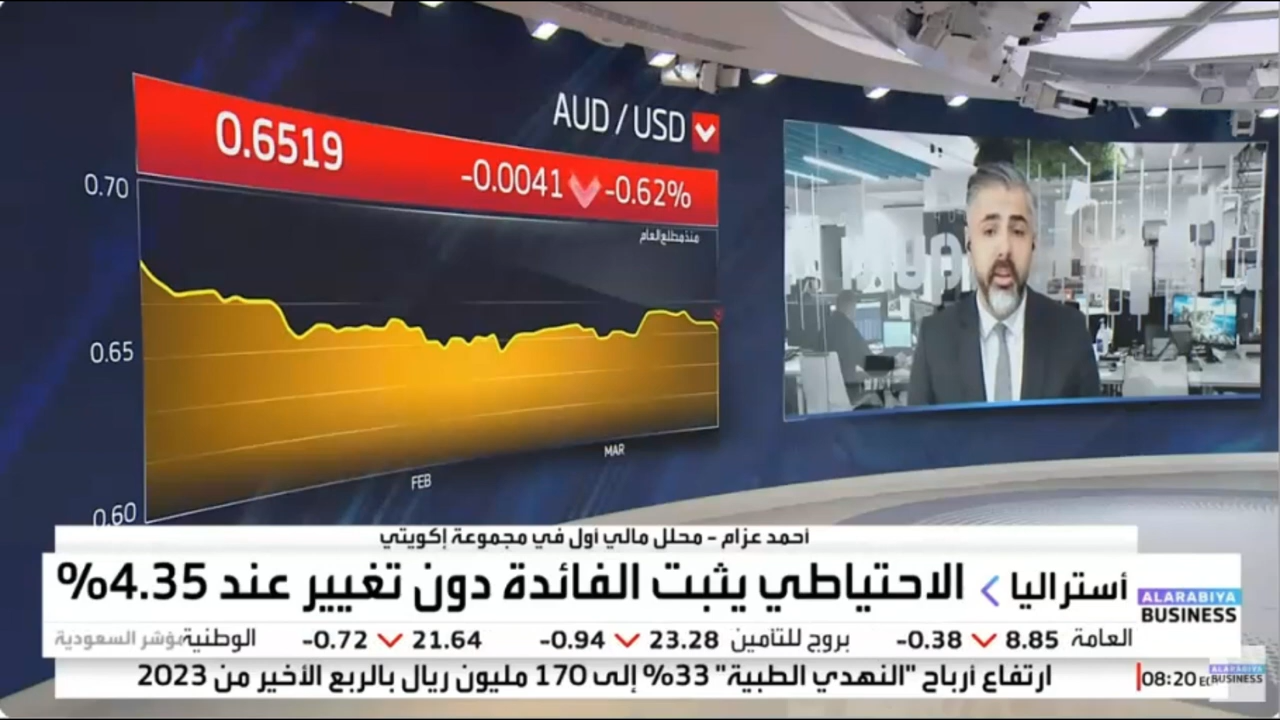 AUD / USD
0.6519 -0.0041 -0.62%
منذ مطلع العام
0.70
0.65
0.60
FEB
MAR
أحمد عزام - محلل مالي أول في مجموعة إكويتي
أستراليا > الاحتياطي يثبت الفائدة دون تغيير عند 4.35%
ALARABIYA
BUSINESS
العامة 8.85 -0.38 بروج للتأمين 23.28 -0.94 الوطنية 21.64 -0.72 مؤشر السعودية
ارتفاع أرباح "النهدي الطبية" 33% إلى 170 مليون ريال بالربع الأخير من 2023
08:20
ALARABIYA
BUSINESS